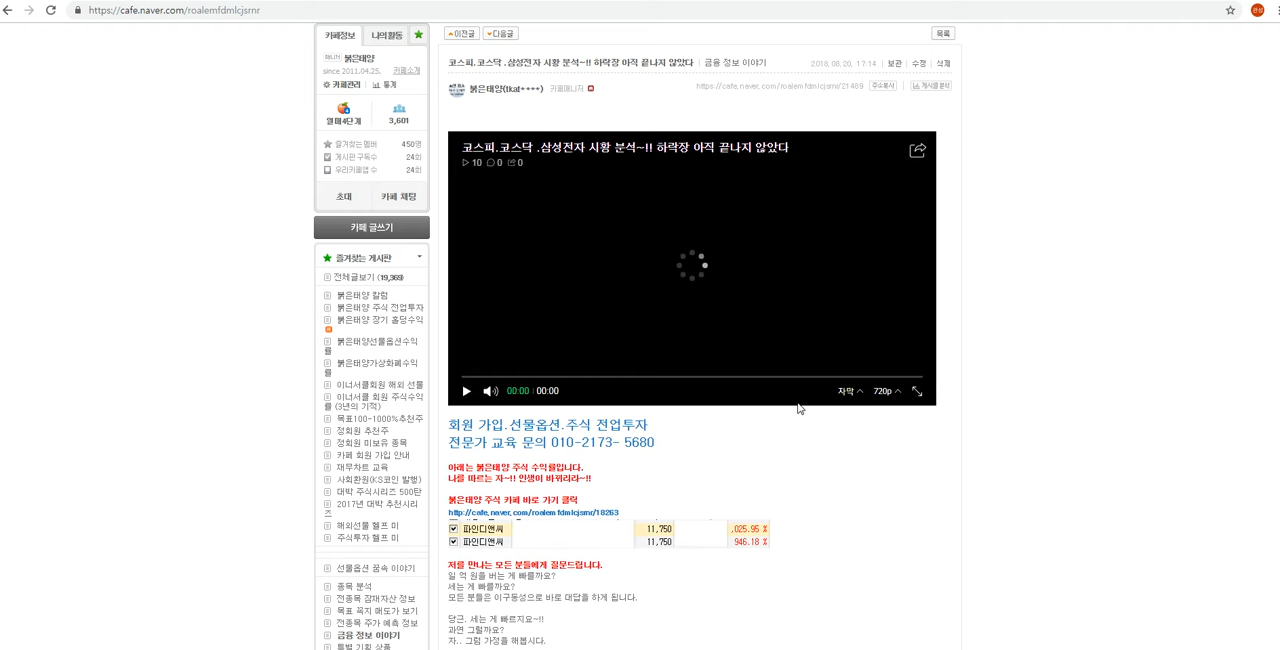 https://cafe.naver.com/roalemfdmlcjsrnr
카페정보 나의활동
매니저 붉은태양
since 2011.04.25. 카페소개
카페관리 통계
열매4단계 3,601
즐겨찾는 멤버 450명
게시판 구독수 24회
우리카페앱 수 24회
초대 카페 채팅
카페 글쓰기
즐겨찾는 게시판
전체글보기 (19,369)
붉은태양 칼럼
붉은태양 주식 전업투자
붉은태양 장기 홀딩수익
붉은태양선물옵션수익
률
붉은태양가상화폐수익
률
이너서클회원 해외 선물
이너서클 회원 주식수익
률 (3년의 기적)
목표100-1000%추천주
정회원 추천주
정회원 미보유 종목
카페 회원 가입 안내
재무차트 교육
사회환원(KS코인 발행)
대박 주식시리즈 500탄
2017년 대박 추천시리
즈
해외선물 헬프 미
주식투자 헬프 미
선물옵션 꿈속 이야기
종목 분석
전종목 잠재자산 정보
목표 꼭지 매도가 보기
전종목 주가 예측 정보
금융 정보 이야기
특별 기획 상품
이전글 다음글 목록
코스피.코스닥 .삼성전자 시황 분석~!! 하락장 아직 끝나지 않았다 금융 정보 이야기 2018.08.20. 17:14 보관 수정 삭제
붉은태양(tkat****) 카페매니저 https://cafe.naver.com/roalemfdmlcjsrnr/21489 주소복사 게시글 분석
코스피.코스닥 .삼성전자 시황 분석~!! 하락장 아직 끝나지 않았다
10 0 0
00:00 00:00 자막 720p
회원 가입.선물옵션.주식 전업투자
전문가 교육 문의 010-2173- 5680
아래는 붉은태양 주식 수익률입니다.
나를 따르는 자~!! 인생이 바뀌리라~!!
붉은태양 주식 카페 바로 가기 클릭
http://cafe.naver.com/roalemfdmlcjsrnr/18263
파인디앤씨 11,750 ,025.95 %
파인디앤씨 11,750 946.18 %
저를 만나는 모든 분들에게 질문드립니다.
일 억 원을 버는 게 빠를까요?
세는 게 빠를까요?
모든 분들은 이구동성으로 바로 대답을 하게 됩니다.
당근. 세는 게 빠르지요~!!
과연 그럴까요?
자.. 그럼 가정을 해봅시다.